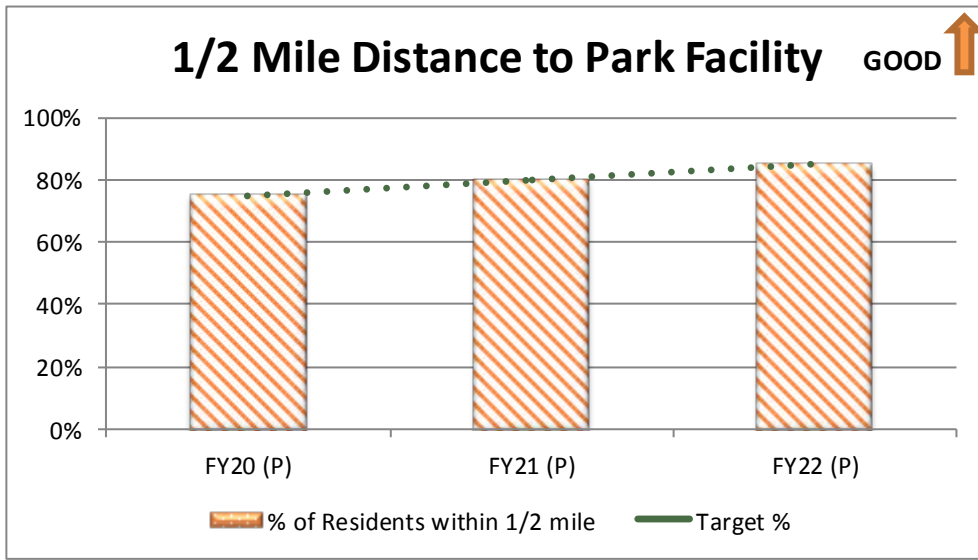 1/2 Mile Distance to Park Facility
GOOD
100%
80%
60%
40%
20%
0%
FY20 (P)
FY21 (P)
FY22 (P)
% of Residents within 1/2 mile
Target %